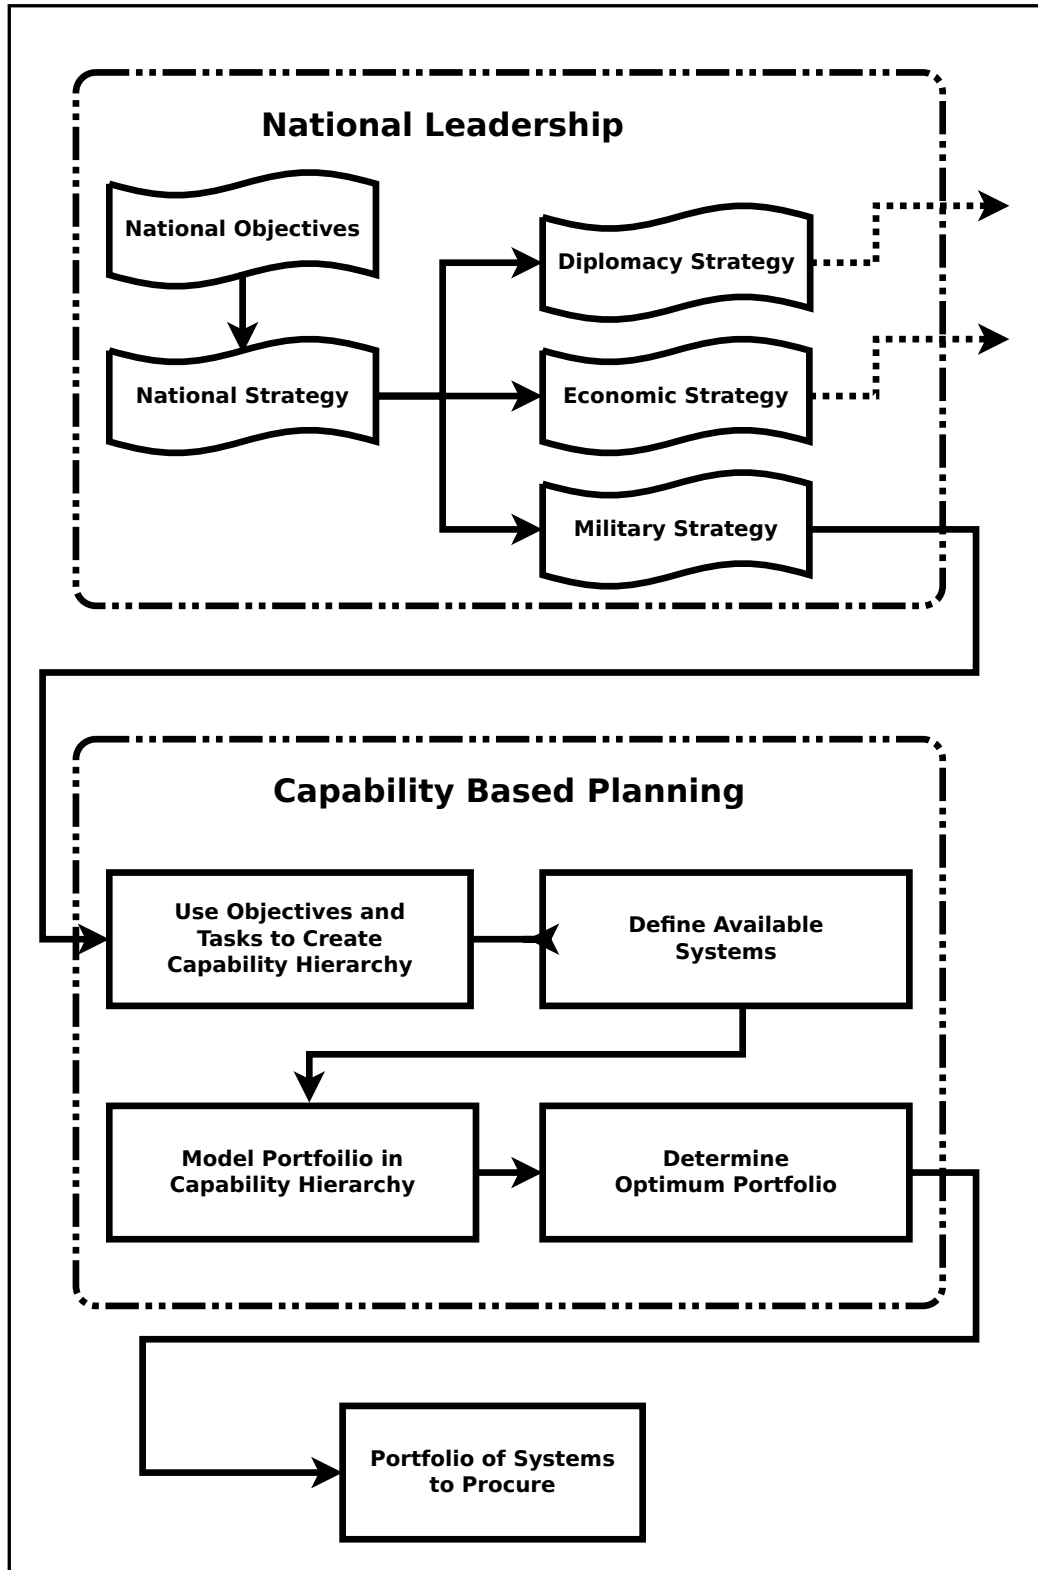 National Leadership
National Objectives
Diplomacy Strategy
National Strategy
Economic Strategy
Military Strategy
Capability Based Planning
Use Objectives and
Tasks to Create
Capability Hierarchy
Define Available
Systems
Model Portfoilio in
Capability Hierarchy
Determine
Optimum Portfolio
Portfolio of Systems
to Procure